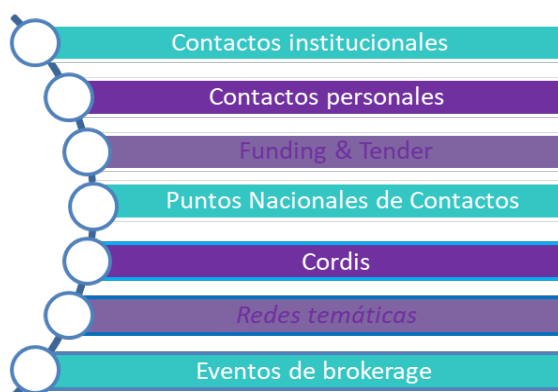 Contactos institucionales
Contactos personales
Funding & Tender
Puntos Nacionales de Contactos
Cordis
Redes temáticas
Eventos de brokerage